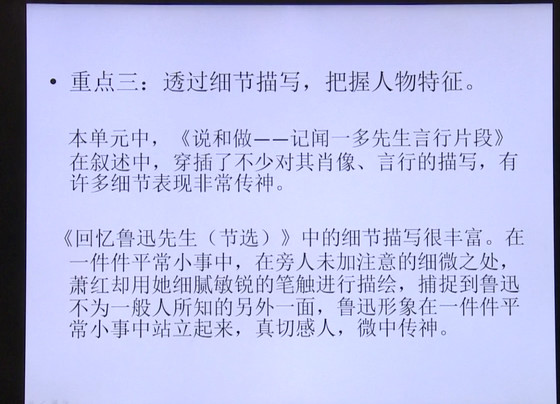 • 重点三：透过细节描写，把握人物特征。
本单元中，《说和做——记闻一多先生言行片段》
在叙述中，穿插了不少对其肖像、言行的描写，有
许多细节表现非常传神。
《回忆鲁迅先生（节选）》中的细节描写很丰富。在
一件件平常小事中，在旁人未加注意的细微之处，
萧红却用她细腻敏锐的笔触进行描绘，捕捉到鲁迅
不为一般人所知的另外一面，鲁迅形象在一件件平
常小事中站立起来，真切感人，微中传神。